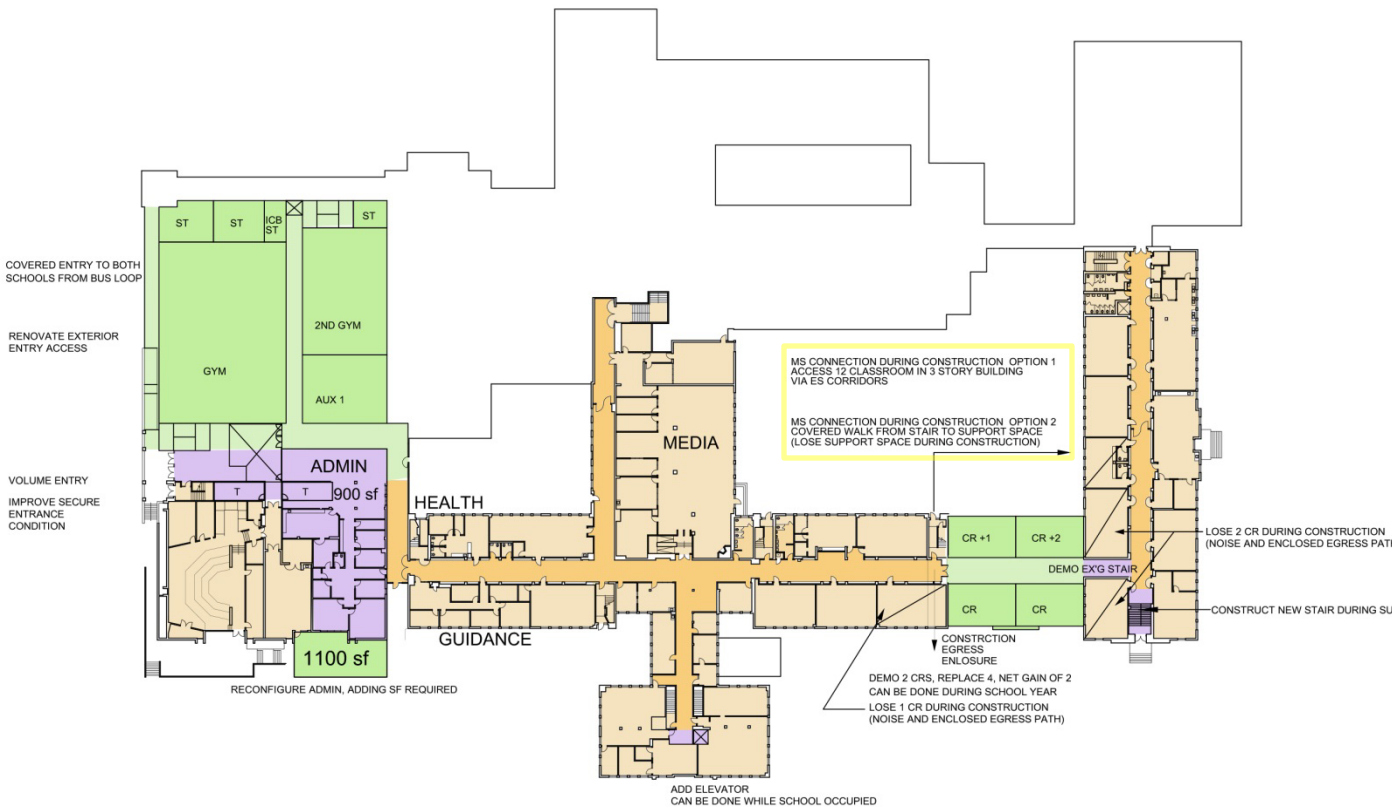 ST
ST
ICB
ST
ST
COVERED ENTRY TO BOTH
SCHOOLS FROM BUS LOOP
RENOVATE EXTERIOR
ENTRY ACCESS
2ND GYM
GYM
AUX 1
MS CONNECTION DURING CONSTRUCTION OPTION 1
ACCESS 12 CLASSROOM IN 3 STORY BUILDING
VIA ES CORRIDORS
MS CONNECTION DURING CONSTRUCTION OPTION 2
COVERED WALK FROM STAIR TO SUPPORT SPACE
(LOSE SUPPORT SPACE DURING CONSTRUCTION)
MEDIA
VOLUME ENTRY
IMPROVE SECURE
ENTRANCE
CONDITION
ADMIN
T
T
900 sf
HEALTH
CR +1
CR +2
LOSE 2 CR DURING CONSTRUCTION
(NOISE AND ENCLOSED EGRESS PATH
DEMO EX'G STAIR
CR
CR
CONSTRUCT NEW STAIR DURING SU
GUIDANCE
1100 sf
RECONFIGURE ADMIN, ADDING SF REQUIRED
CONSTRCTION
EGRESS
ENLOSURE
DEMO 2 CRS, REPLACE 4, NET GAIN OF 2
CAN BE DONE DURING SCHOOL YEAR
LOSE 1 CR DURING CONSTRUCTION
(NOISE AND ENCLOSED EGRESS PATH)
ADD ELEVATOR
CAN BE DONE WHILE SCHOOL OCCUPIED